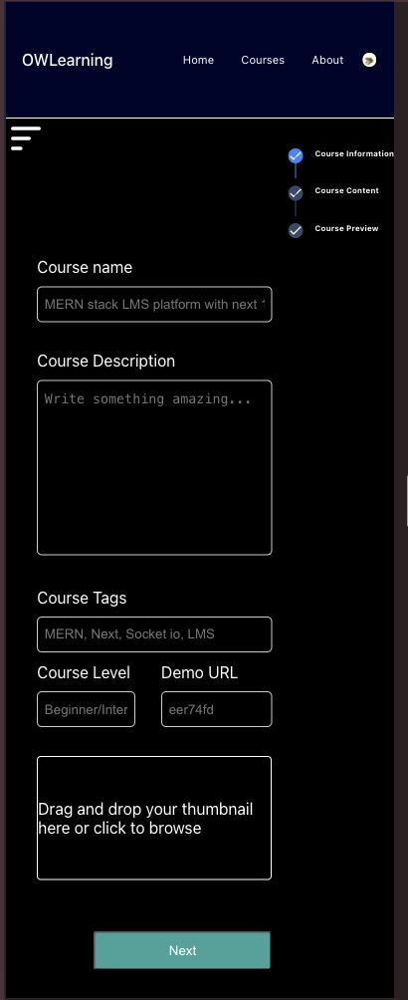 OWLearning
Home Courses About
Course Information
Course Content
Course Preview
Course name
MERN stack LMS platform with next
Course Description
Write something amazing...
Course Tags
MERN, Next, Socket io, LMS
Course Level Demo URL
Beginner/Inter eer74fd
Drag and drop your thumbnail
here or click to browse
Next